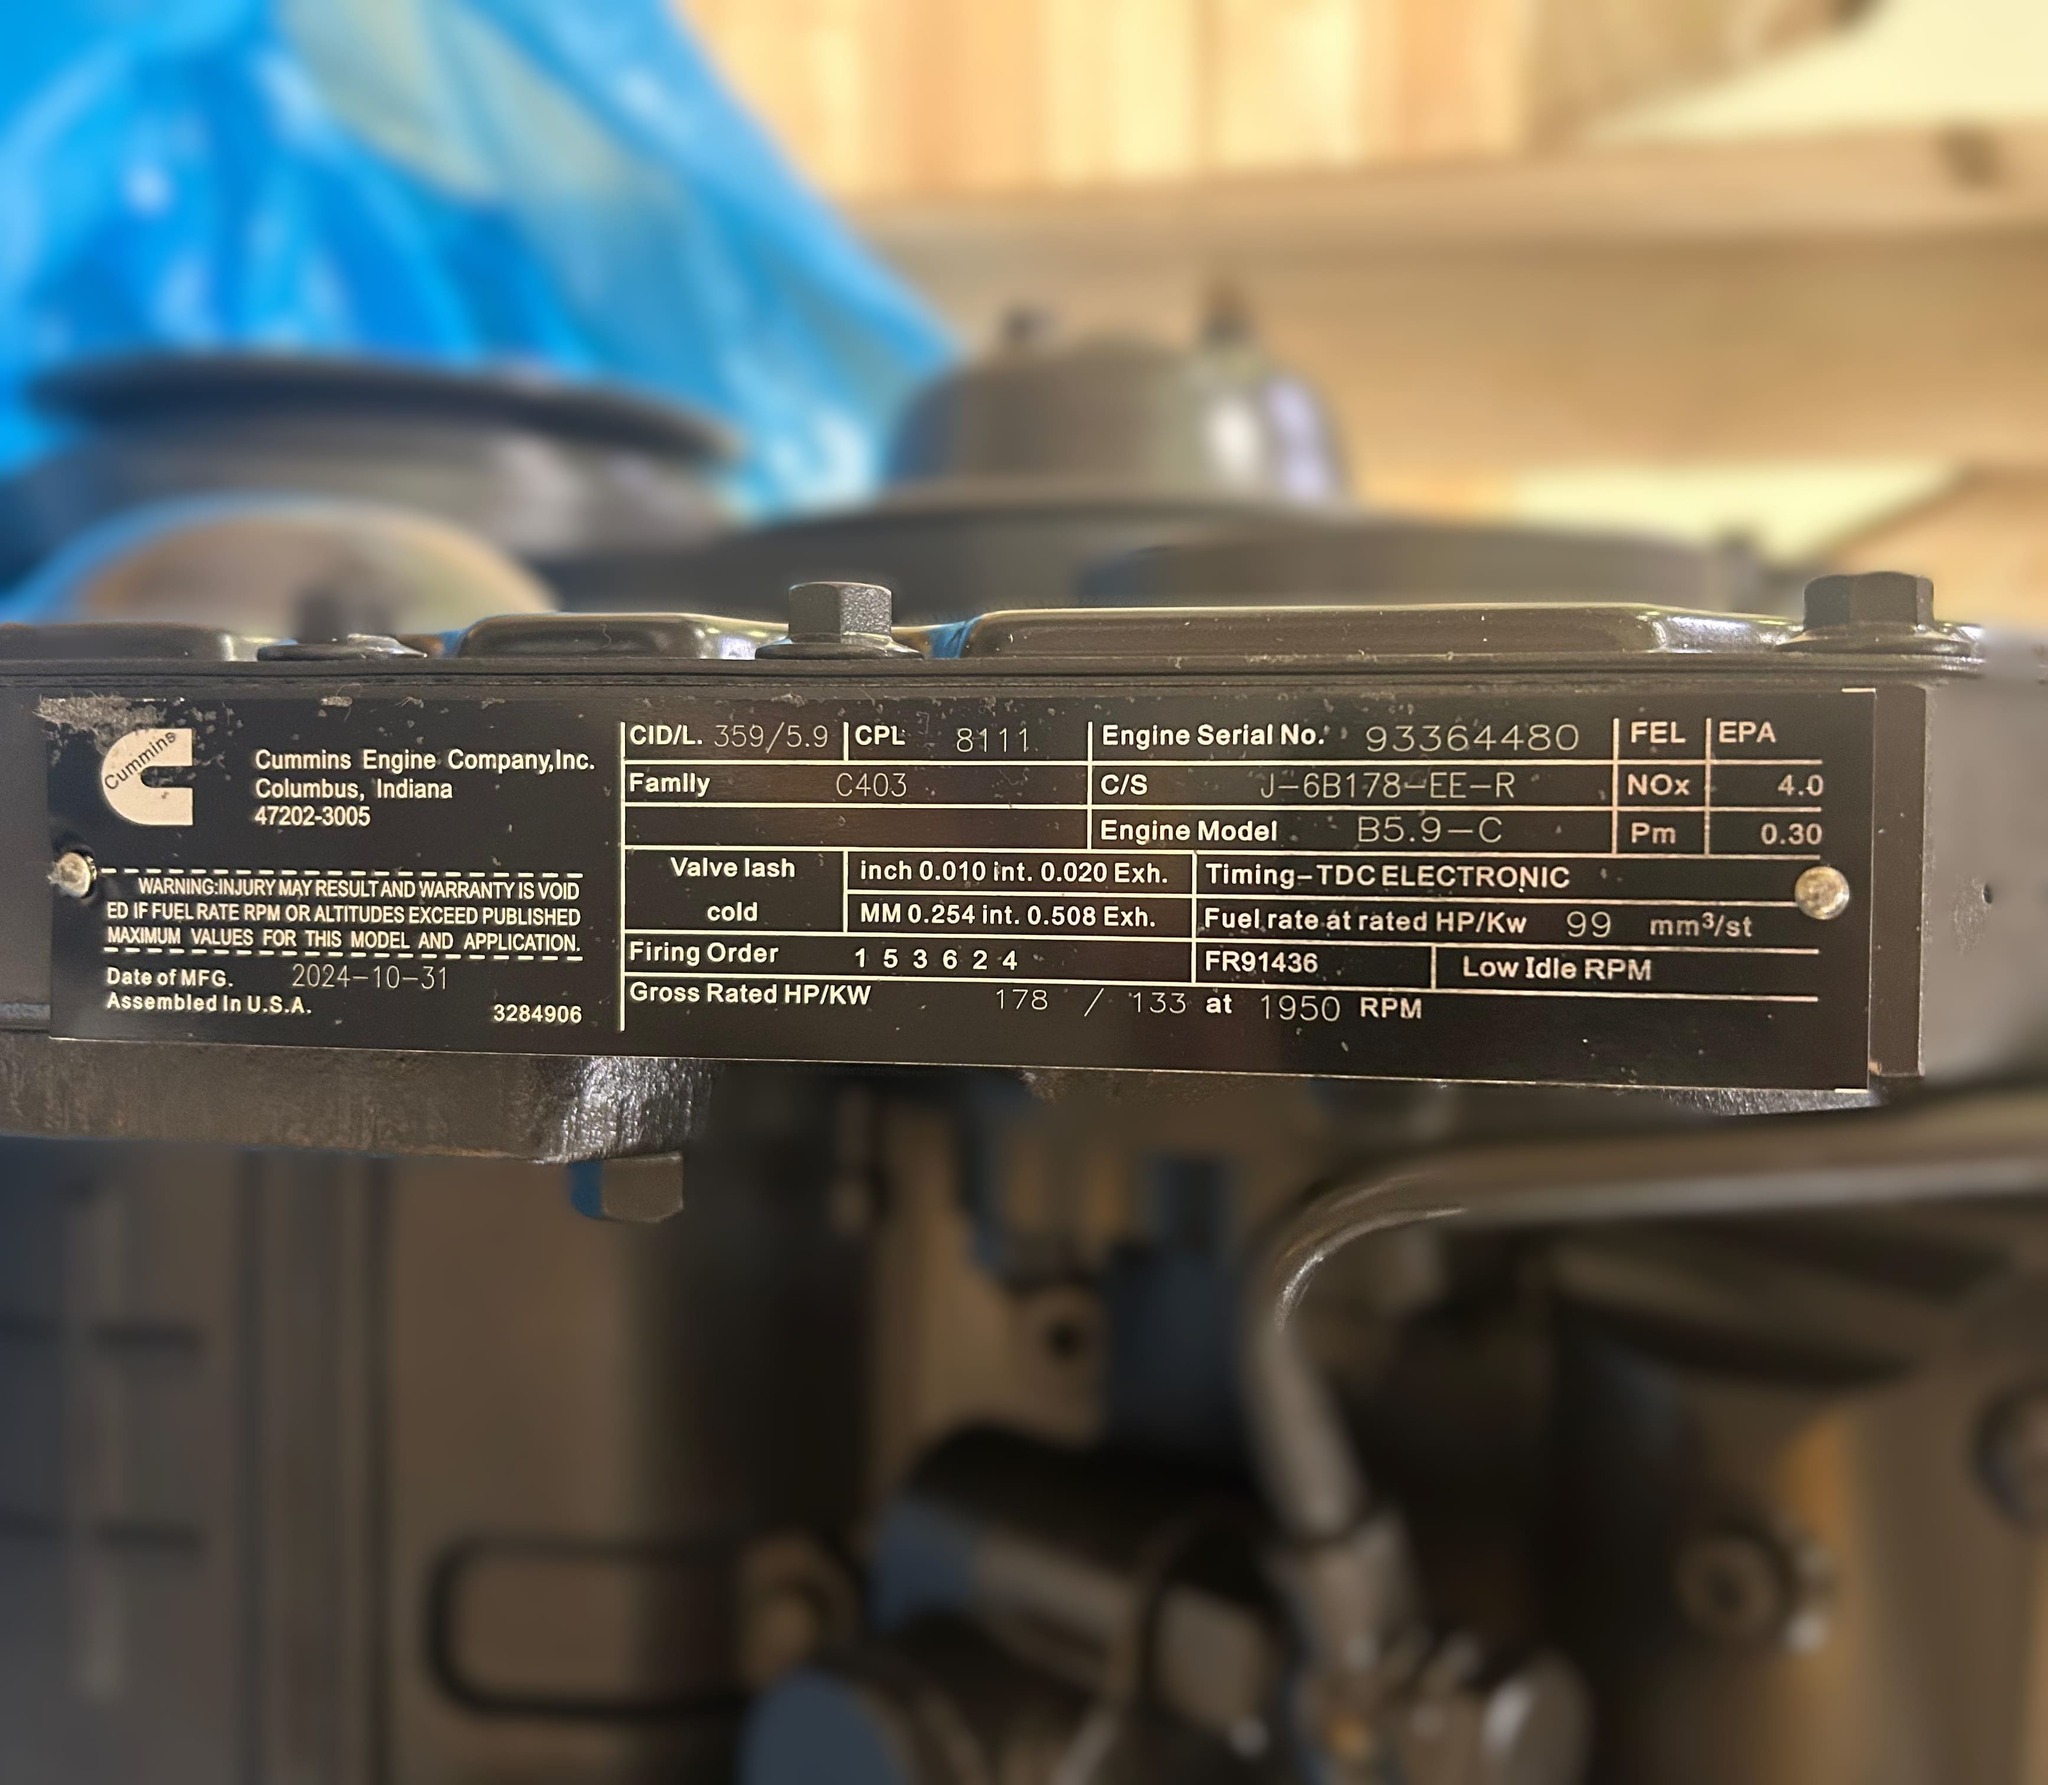 Cummins
Cummins Engine Company,Inc.
Columbus, Indiana
47202-3005
WARNING:INJURY MAY RESULT AND WARRANTY IS VOID
ED IF FUEL RATE RPM OR ALTITUDES EXCEED PUBLISHED
MAXIMUM VALUES FOR THIS MODEL AND APPLICATION.
Date of MFG. 2024-10-31
Assembled In U.S.A. 3284906
CID/L. 359/5.9 CPL 8111
Family C403
Engine Serial No. 93364480
C/S J-6B178-EE-R
Engine Model B5.9-C
FEL EPA
NOx 4.0
Pm 0.30
Valve lash cold
inch 0.010 int. 0.020 Exh.
MM 0.254 int. 0.508 Exh.
Timing-TDC ELECTRONIC
Fuel rate at rated HP/Kw 99 mm³/st
Firing Order 1 5 3 6 2 4
FR91436 Low Idle RPM
Gross Rated HP/KW 178 / 133 at 1950 RPM